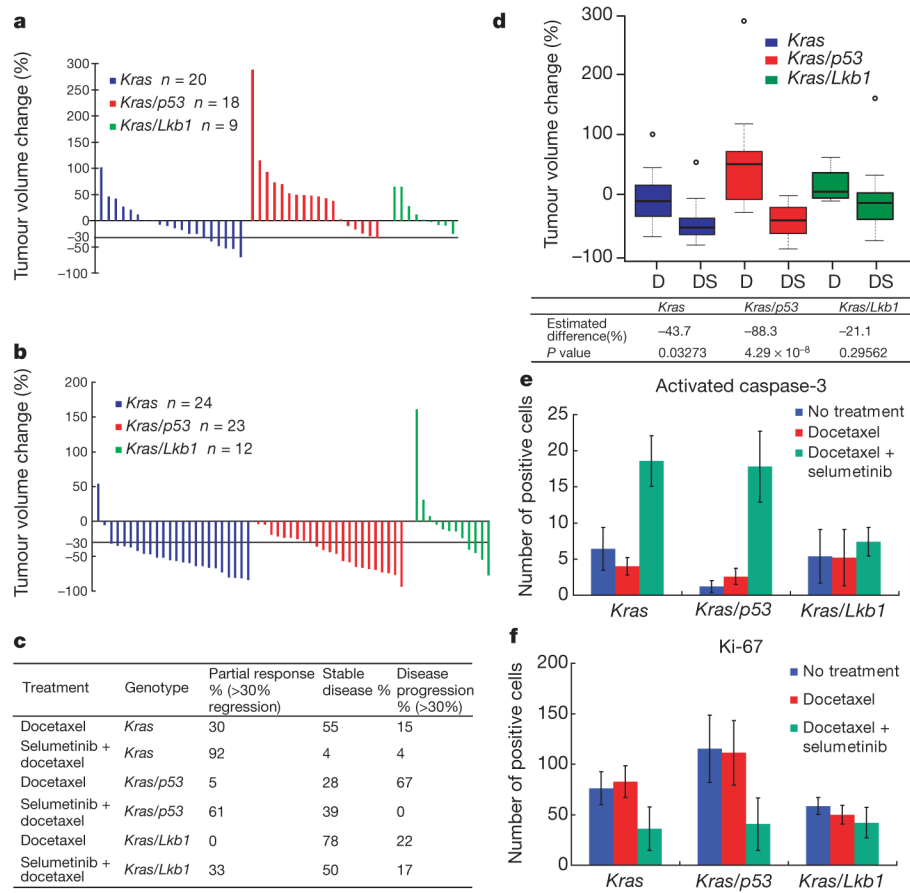 a
Tumour volume change (%)
300
250
200
150
100
50
0
–30
–50
–100
Kras n = 20
Kras/p53 n = 18
Kras/Lkb1 n = 9
b
Tumour volume change (%)
200
150
100
50
0
–30
–50
–100
Kras n = 24
Kras/p53 n = 23
Kras/Lkb1 n = 12
c
Treatment Genotype Partial response % (>30% regression) Stable disease % Disease progression % (>30%)
Docetaxel Kras 30 55 15
Selumetinib + docetaxel Kras 92 4 4
Docetaxel Kras/p53 5 28 67
Selumetinib + docetaxel Kras/p53 61 39 0
Docetaxel Kras/Lkb1 0 78 22
Selumetinib + docetaxel Kras/Lkb1 33 50 17
d
Tumour volume change (%)
300
200
100
0
–100
Kras
Kras/p53
Kras/Lkb1
D DS D DS D DS
Kras Kras/p53 Kras/Lkb1
Estimated difference(%) –43.7 –88.3 –21.1
P value 0.03273 4.29 × 10⁻⁸ 0.29562
e
Activated caspase-3
Number of positive cells
25
20
15
10
5
0
No treatment
Docetaxel
Docetaxel +
selumetinib
Kras Kras/p53 Kras/Lkb1
f
Ki-67
Number of positive cells
200
150
100
50
0
No treatment
Docetaxel
Docetaxel +
selumetinib
Kras Kras/p53 Kras/Lkb1